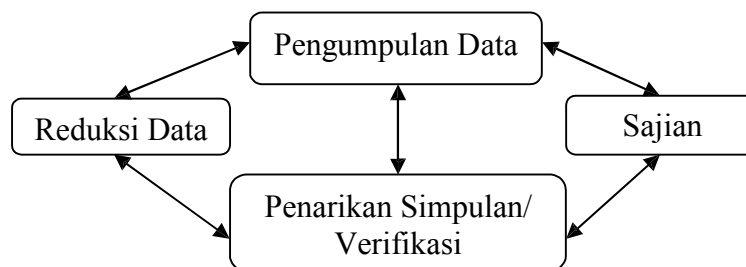 Pengumpulan Data
Reduksi Data
Sajian
Penarikan Simpulan/
Verifikasi